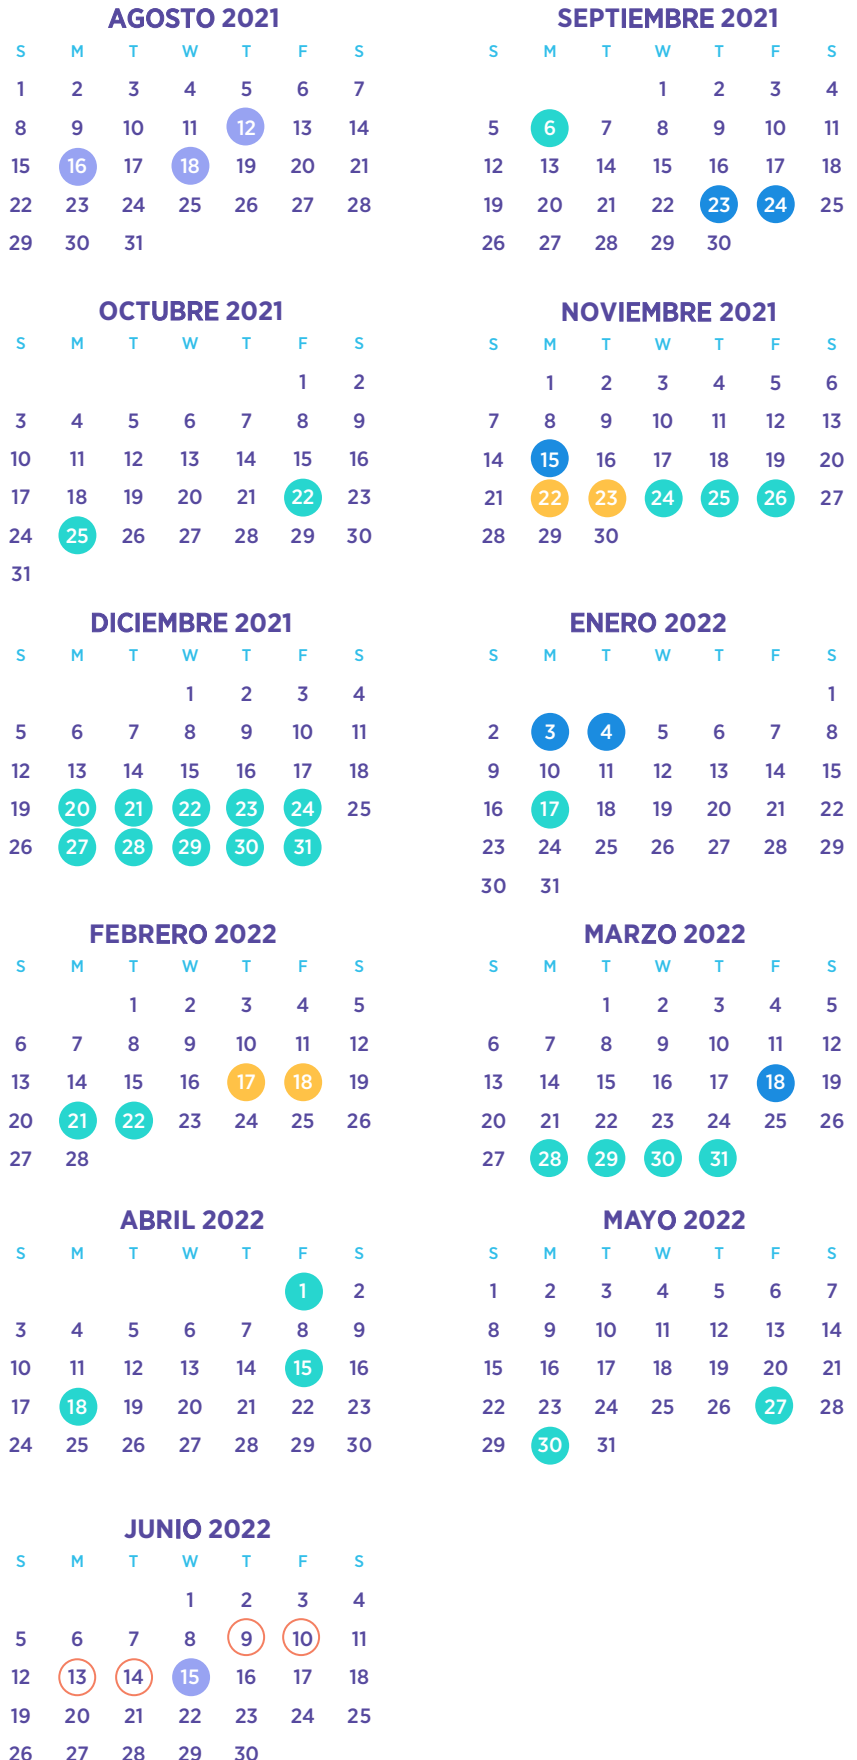 AGOSTO 2021
S M T W T F S
1 2 3 4 5 6 7
8 9 10 11 12 13 14
15 16 17 18 19 20 21
22 23 24 25 26 27 28
29 30 31
SEPTIEMBRE 2021
S M T W T F S
1 2 3 4
5 6 7 8 9 10 11
12 13 14 15 16 17 18
19 20 21 22 23 24 25
26 27 28 29 30
OCTUBRE 2021
S M T W T F S
1 2
3 4 5 6 7 8 9
10 11 12 13 14 15 16
17 18 19 20 21 22 23
24 25 26 27 28 29 30
31
NOVIEMBRE 2021
S M T W T F S
1 2 3 4 5 6
7 8 9 10 11 12 13
14 15 16 17 18 19 20
21 22 23 24 25 26 27
28 29 30
DICIEMBRE 2021
S M T W T F S
1 2 3 4
5 6 7 8 9 10 11
12 13 14 15 16 17 18
19 20 21 22 23 24 25
26 27 28 29 30 31
ENERO 2022
S M T W T F S
1
2 3 4 5 6 7 8
9 10 11 12 13 14 15
16 17 18 19 20 21 22
23 24 25 26 27 28 29
30 31
FEBRERO 2022
S M T W T F S
1 2 3 4 5
6 7 8 9 10 11 12
13 14 15 16 17 18 19
20 21 22 23 24 25 26
27 28
MARZO 2022
S M T W T F S
1 2 3 4 5
6 7 8 9 10 11 12
13 14 15 16 17 18 19
20 21 22 23 24 25 26
27 28 29 30 31
ABRIL 2022
S M T W T F S
1 2
3 4 5 6 7 8 9
10 11 12 13 14 15 16
17 18 19 20 21 22 23
24 25 26 27 28 29 30
MAYO 2022
S M T W T F S
1 2 3 4 5 6 7
8 9 10 11 12 13 14
15 16 17 18 19 20 21
22 23 24 25 26 27 28
29 30 31
JUNIO 2022
S M T W T F S
1 2 3 4
5 6 7 8 9 10 11
12 13 14 15 16 17 18
19 20 21 22 23 24 25
26 27 28 29 30